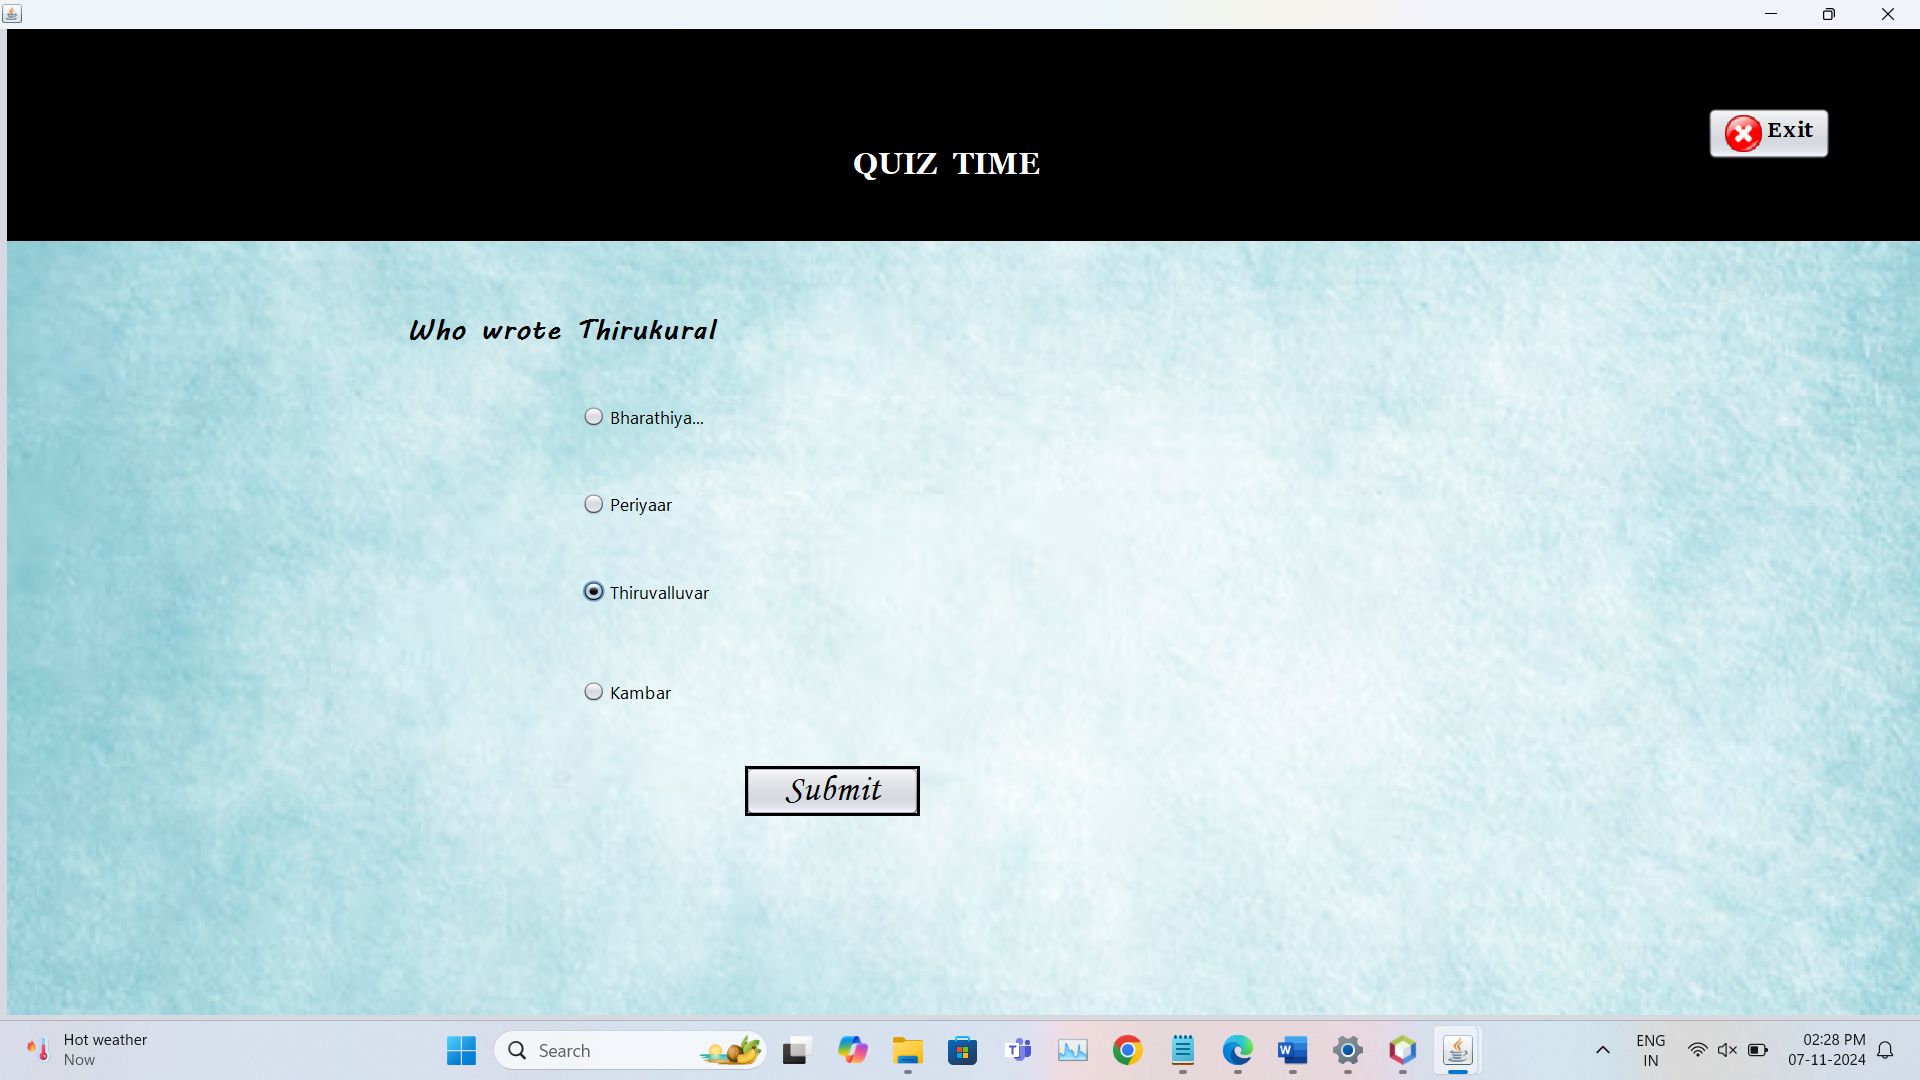 Exit
QUIZ TIME
Who wrote Thirukural
Bharathiya...
Periyaar
Thiruvalluvar
Kambar
Submit
Hot weather
Now
Search
ENG
IN
02:28 PM
07-11-2024